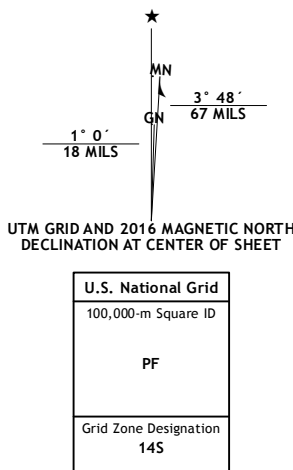 MN
3° 48´
67 MILS
GN
1° 0´
18 MILS
UTM GRID AND 2016 MAGNETIC NORTH
DECLINATION AT CENTER OF SHEET
U.S. National Grid
100,000-m Square ID
PF
Grid Zone Designation
14S